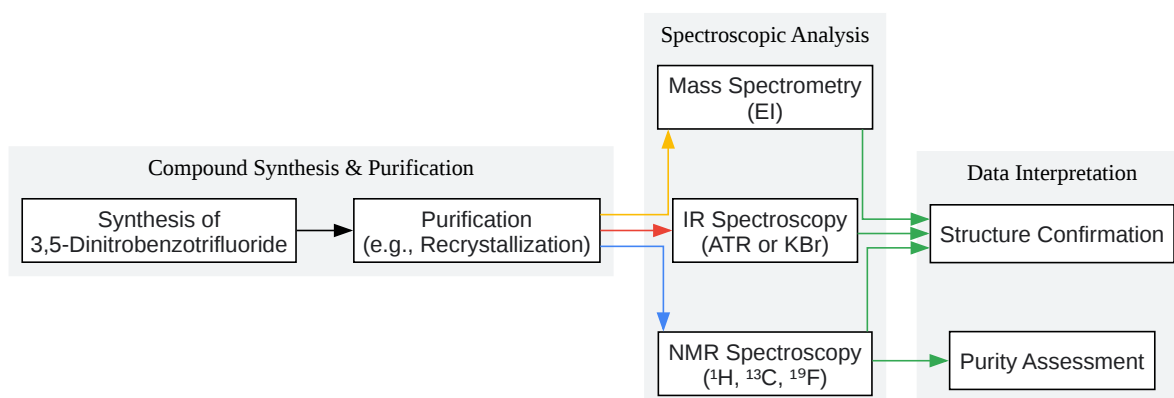 Compound Synthesis & Purification
Synthesis of
3,5-Dinitrobenzotrifluoride
Purification
(e.g., Recrystallization)
Spectroscopic Analysis
Mass Spectrometry
(EI)
IR Spectroscopy
(ATR or KBr)
NMR Spectroscopy
(¹H, ¹³C, ¹⁹F)
Data Interpretation
Structure Confirmation
Purity Assessment